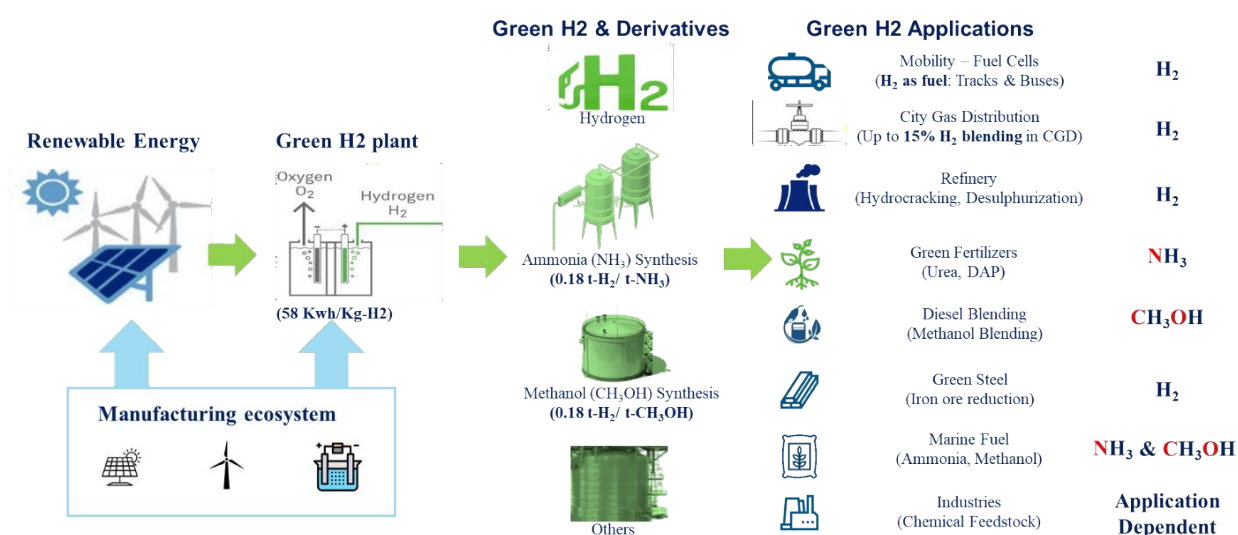 Green H2 & Derivatives
Green H2 Applications
H2
Hydrogen
Mobility – Fuel Cells
(H₂ as fuel: Tracks & Buses)
H₂
City Gas Distribution
(Up to 15% H₂ blending in CGD)
H₂
Renewable Energy
Green H2 plant
Oxygen
O₂
Hydrogen
H₂
- +
(58 Kwh/Kg-H2)
Refinery
(Hydrocracking, Desulphurization)
H₂
Ammonia (NH₃) Synthesis
(0.18 t-H₂/ t-NH₃)
Green Fertilizers
(Urea, DAP)
NH₃
Diesel Blending
(Methanol Blending)
CH₃OH
Methanol (CH₃OH) Synthesis
(0.18 t-H₂/ t-CH₃OH)
Green Steel
(Iron ore reduction)
H₂
Manufacturing ecosystem
+ -
Marine Fuel
(Ammonia, Methanol)
NH₃ & CH₃OH
Others
Industries
(Chemical Feedstock)
Application
Dependent